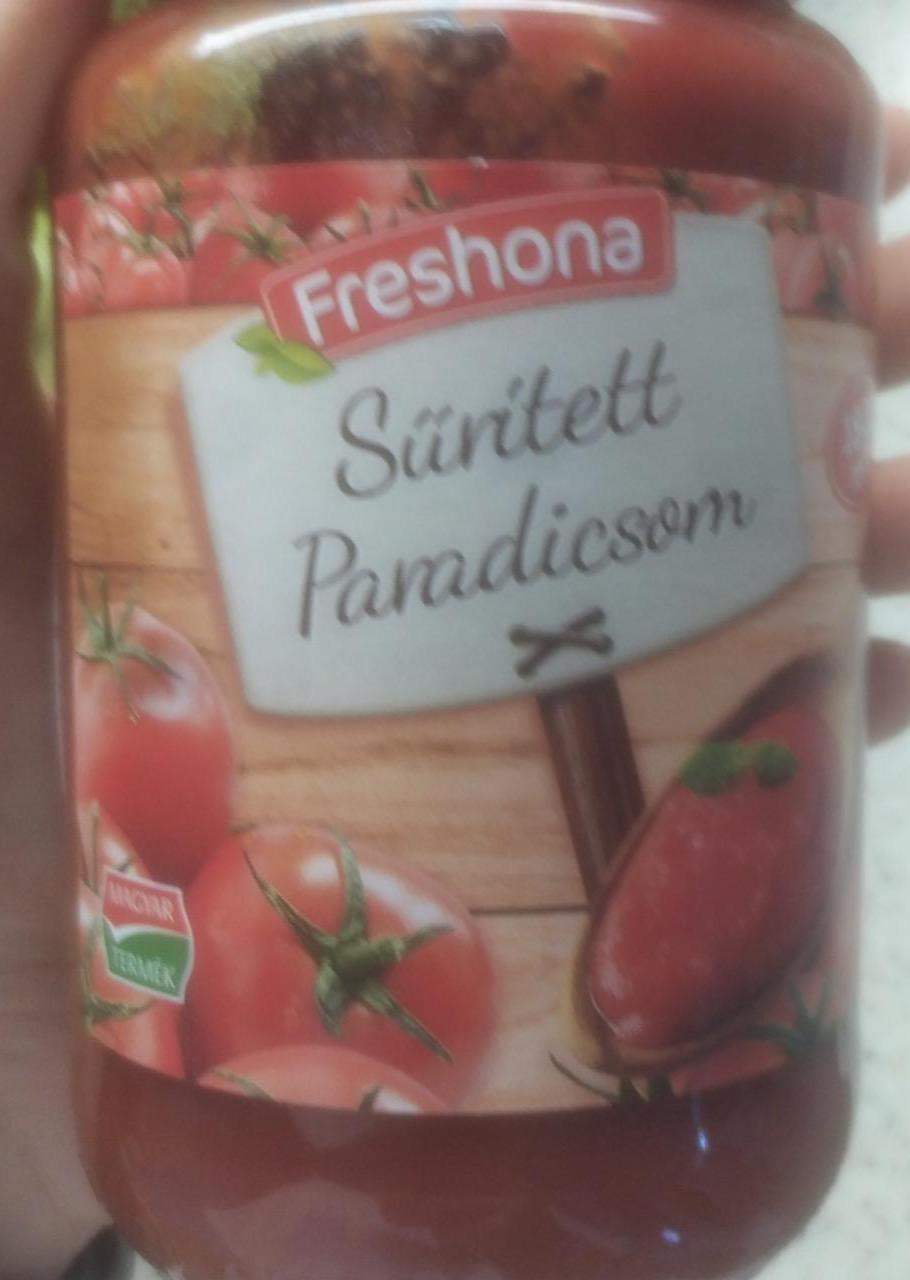 Freshona
Sűrített
Paradicsom
MAGYAR
TERMÉK